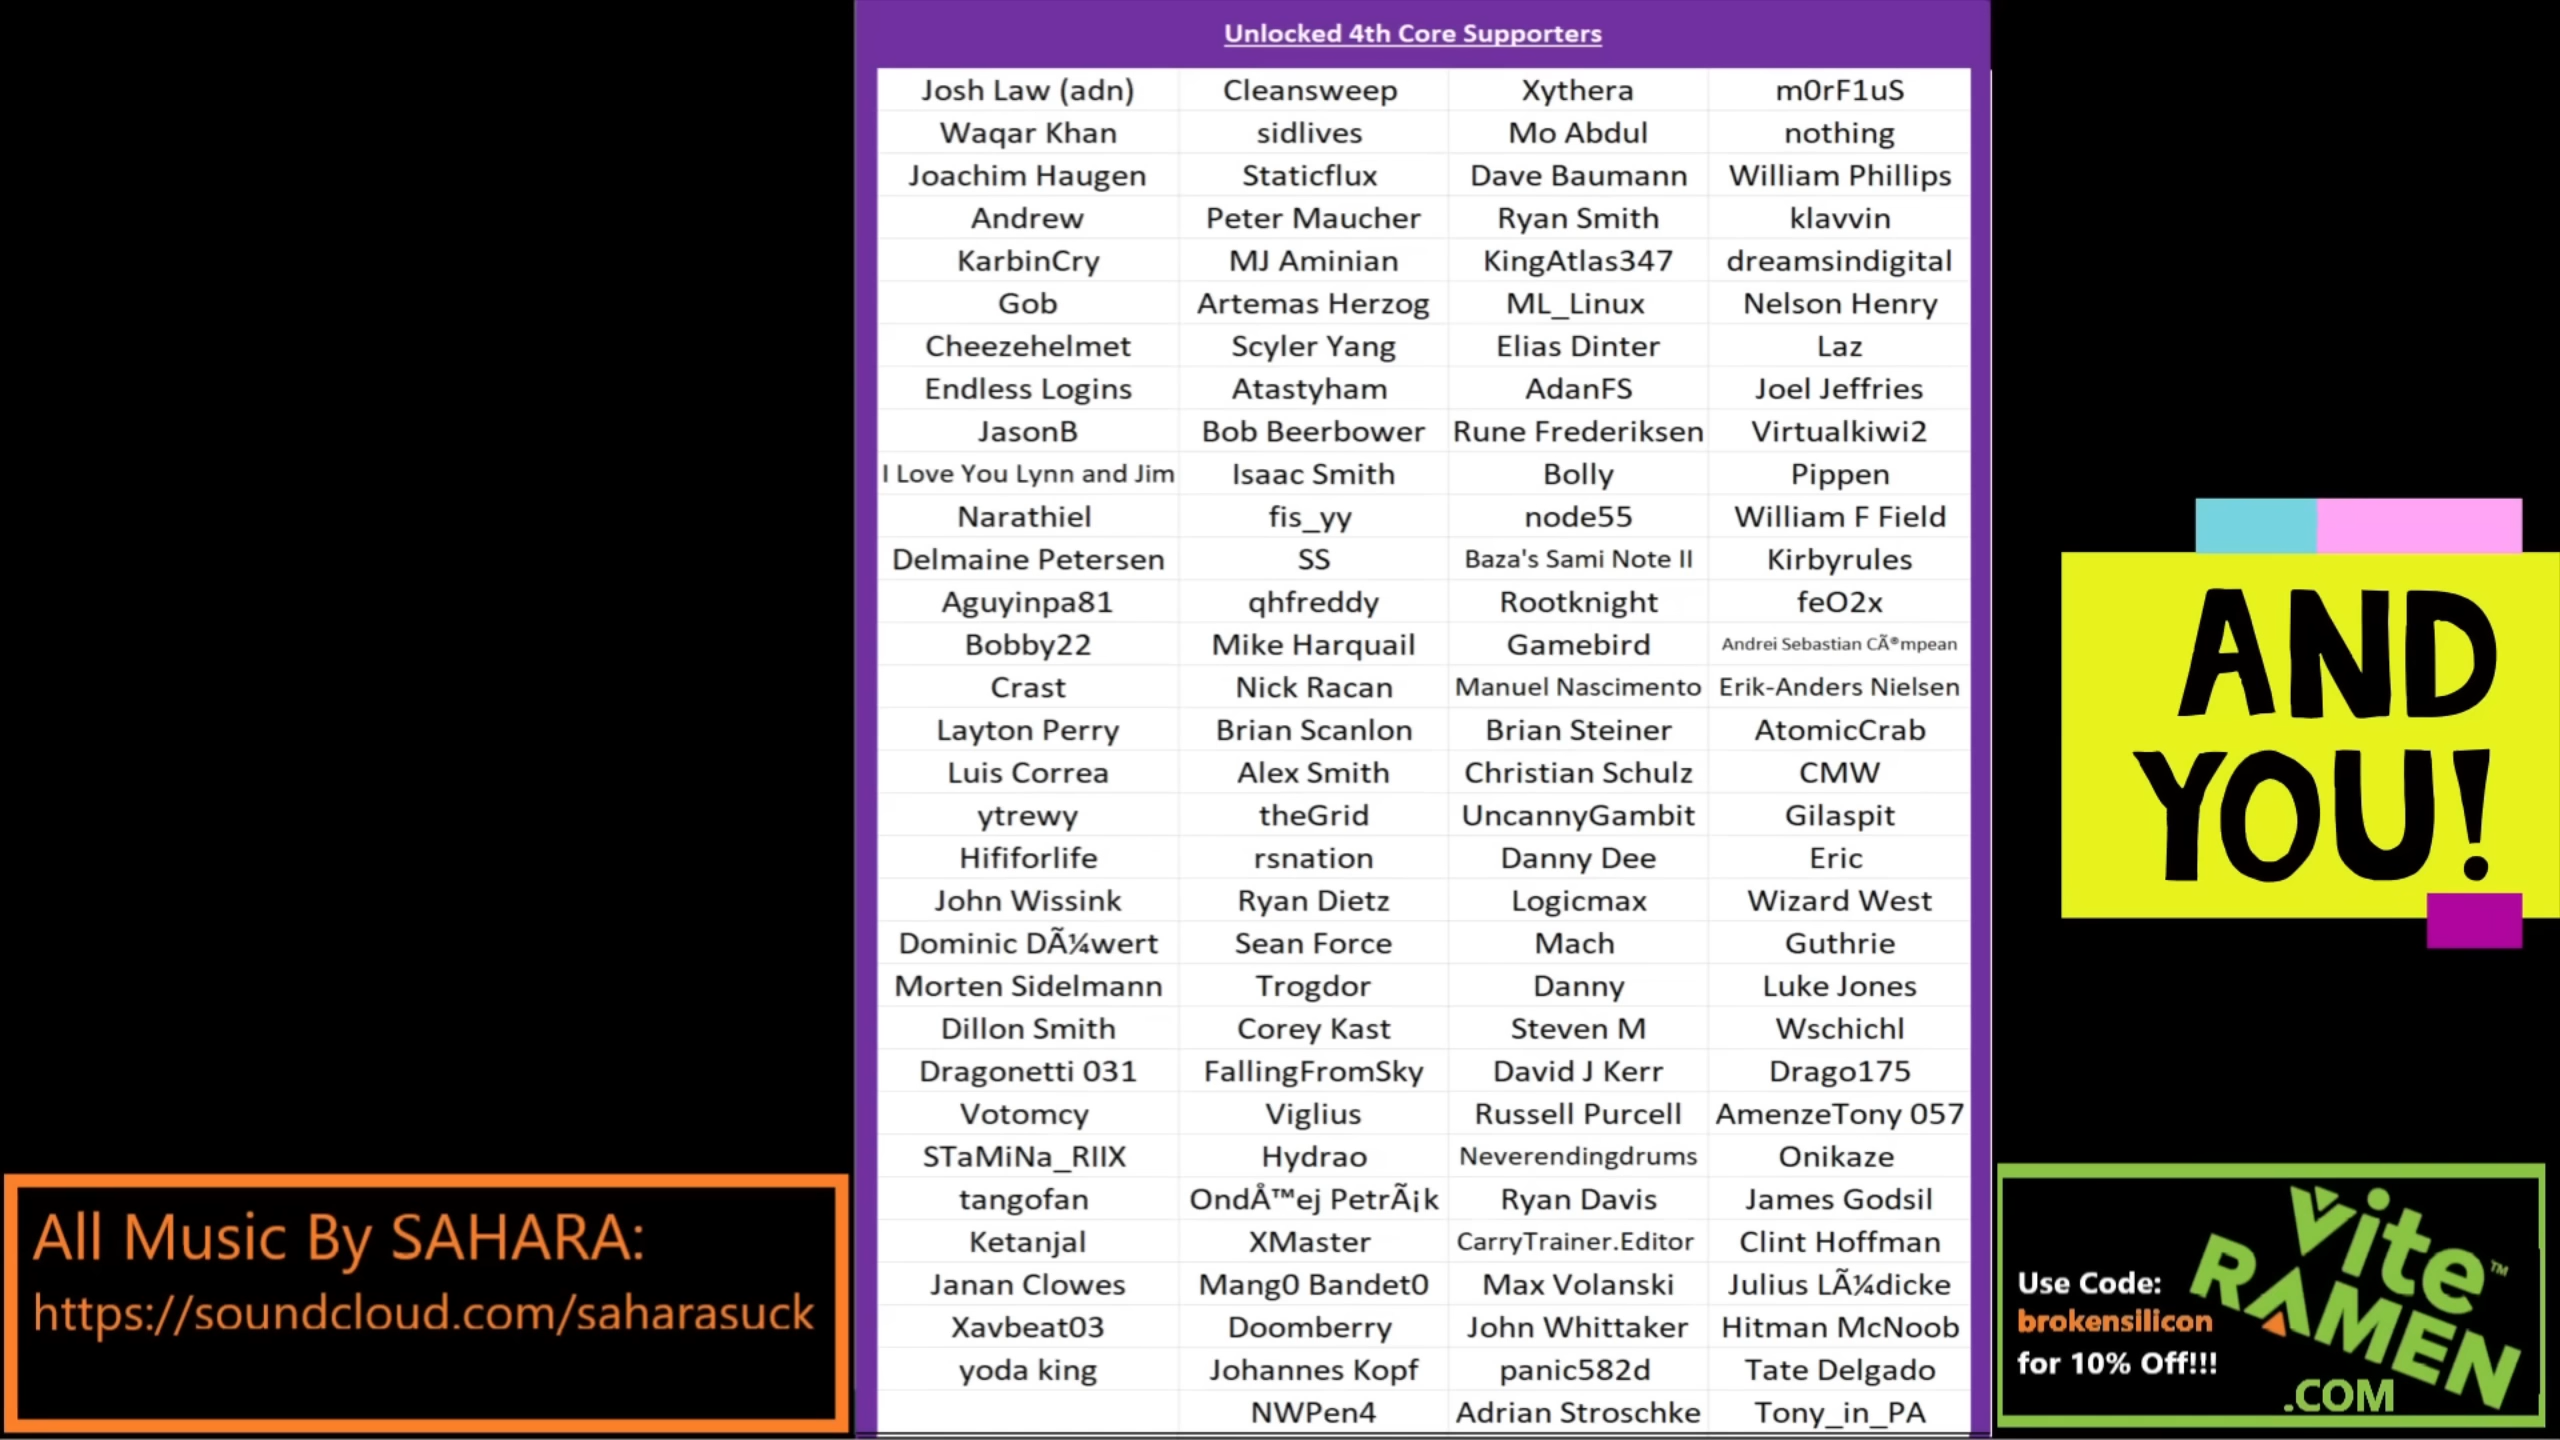 Unlocked 4th Core Supporters
Josh Law (adn) Cleansweep Xythera m0rF1uS
Waqar Khan sidlives Mo Abdul nothing
Joachim Haugen Staticflux Dave Baumann William Phillips
Andrew Peter Maucher Ryan Smith klavvin
KarbinCry MJ Aminian KingAtlas347 dreamsindigital
Gob Artemas Herzog ML_Linux Nelson Henry
Cheezehelmet Scyler Yang Elias Dinter Laz
Endless Logins Atastyham AdanFS Joel Jeffries
JasonB Bob Beerbower Rune Frederiksen Virtualkiwi2
I Love You Lynn and Jim Isaac Smith Bolly Pippen
Narathiel fis_yy node55 William F Field
Delmaine Petersen SS Baza's Sami Note II Kirbyrules
Aguyinpa81 qhfreddy Rootknight feO2x
Bobby22 Mike Harquail Gamebird Andrei Sebastian CÃ®mpean
Crast Nick Racan Manuel Nascimento Erik-Anders Nielsen
Layton Perry Brian Scanlon Brian Steiner AtomicCrab
Luis Correa Alex Smith Christian Schulz CMW
ytrewy theGrid UncannyGambit Gilaspit
Hififorlife rsnation Danny Dee Eric
John Wissink Ryan Dietz Logicmax Wizard West
Dominic DÃ¼wert Sean Force Mach Guthrie
Morten Sidelmann Trogdor Danny Luke Jones
Dillon Smith Corey Kast Steven M Wschichl
Dragonetti 031 FallingFromSky David J Kerr Drago175
Votomcy Viglius Russell Purcell AmenzeTony 057
STaMiNa_RIIX Hydrao Neverendingdrums Onikaze
tangofan OndÅ™ej PetrÃ¡k Ryan Davis James Godsil
Ketanjal XMaster CarryTrainer.Editor Clint Hoffman
Janan Clowes Mang0 Bandet0 Max Volanski Julius LÃ¼dicke
Xavbeat03 Doomberry John Whittaker Hitman McNoob
yoda king Johannes Kopf panic582d Tate Delgado
NWPen4 Adrian Stroschke Tony_in_PA
AND
YOU!
All Music By SAHARA:
https://soundcloud.com/saharasuck
Use Code:
brokensilicon
for 10% Off!!!
Vite™
RAMEN
.COM